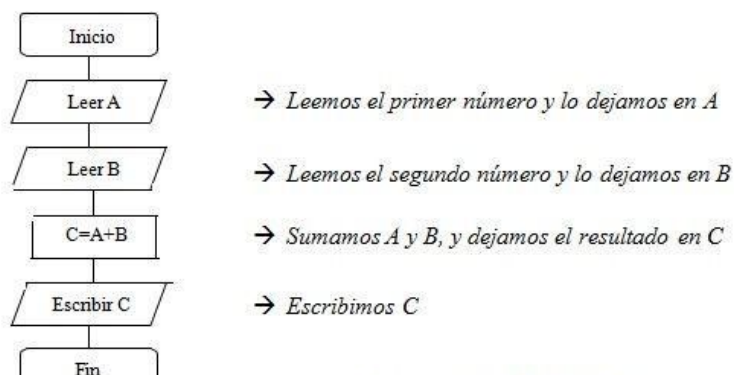 Inicio
Leer A
→ Leemos el primer número y lo dejamos en A
Leer B
→ Leemos el segundo número y lo dejamos en B
C=A+B
→ Sumamos A y B, y dejamos el resultado en C
Escribir C
→ Escribimos C
Fin